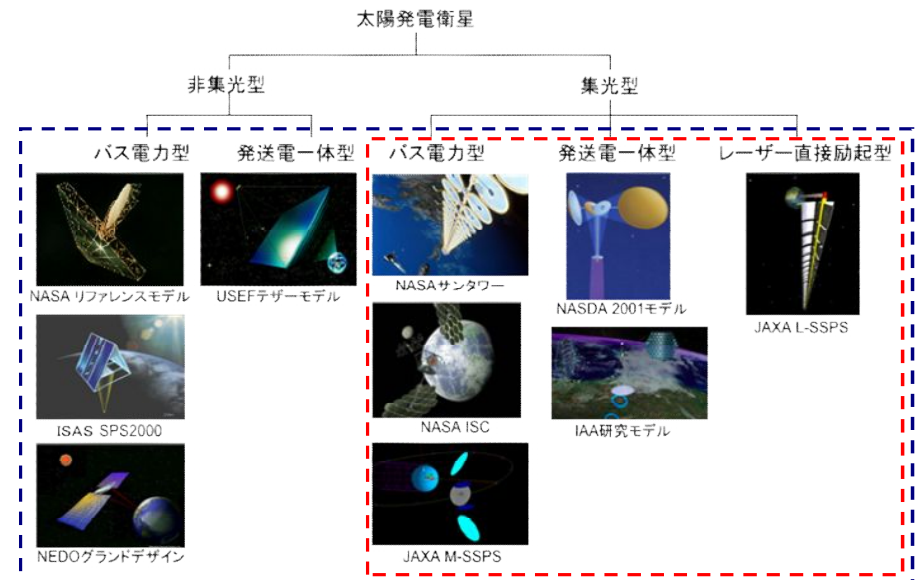 太陽発電衛星
非集光型
集光型
バス電力型
発送電一体型
バス電力型
発送電一体型
レーザー直接励起型
NASA リファレンスモデル
USEFテザーモデル
NASAサンタワー
NASDA 2001モデル
JAXA L-SSPS
ISAS SPS2000
NASA ISC
IAA研究モデル
NEDOグランドデザイン
JAXA M-SSPS